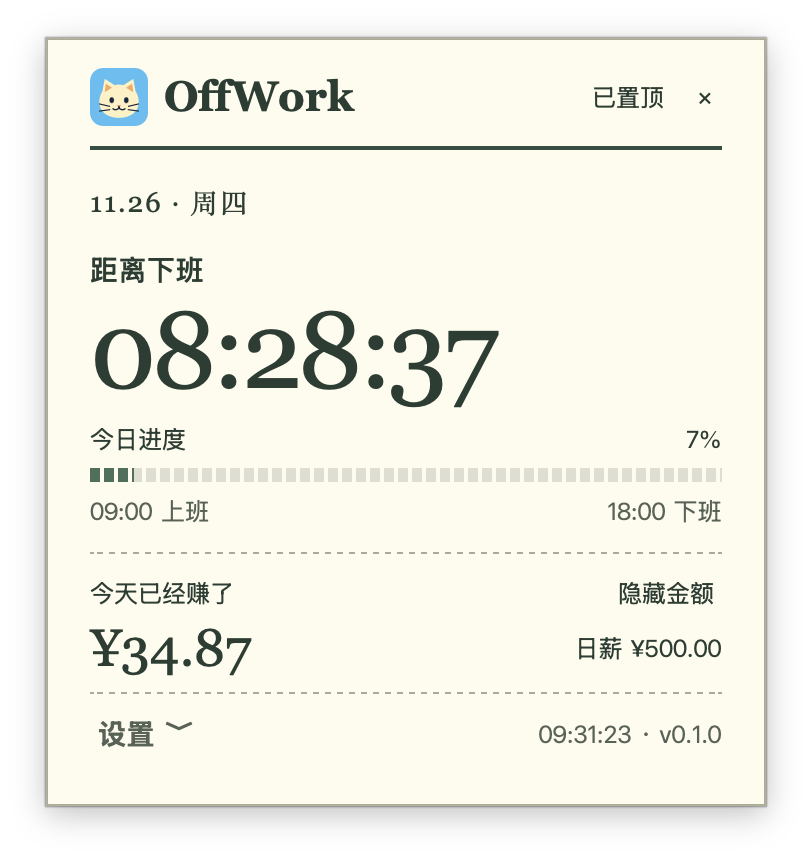 OffWork 已置顶 ×
11.26 · 周四
距离下班
08:28:37
今日进度 7%
09:00 上班 18:00 下班
今天已经赚了 隐藏金额
¥34.87 日薪 ¥500.00
设置 09:31:23 · v0.1.0